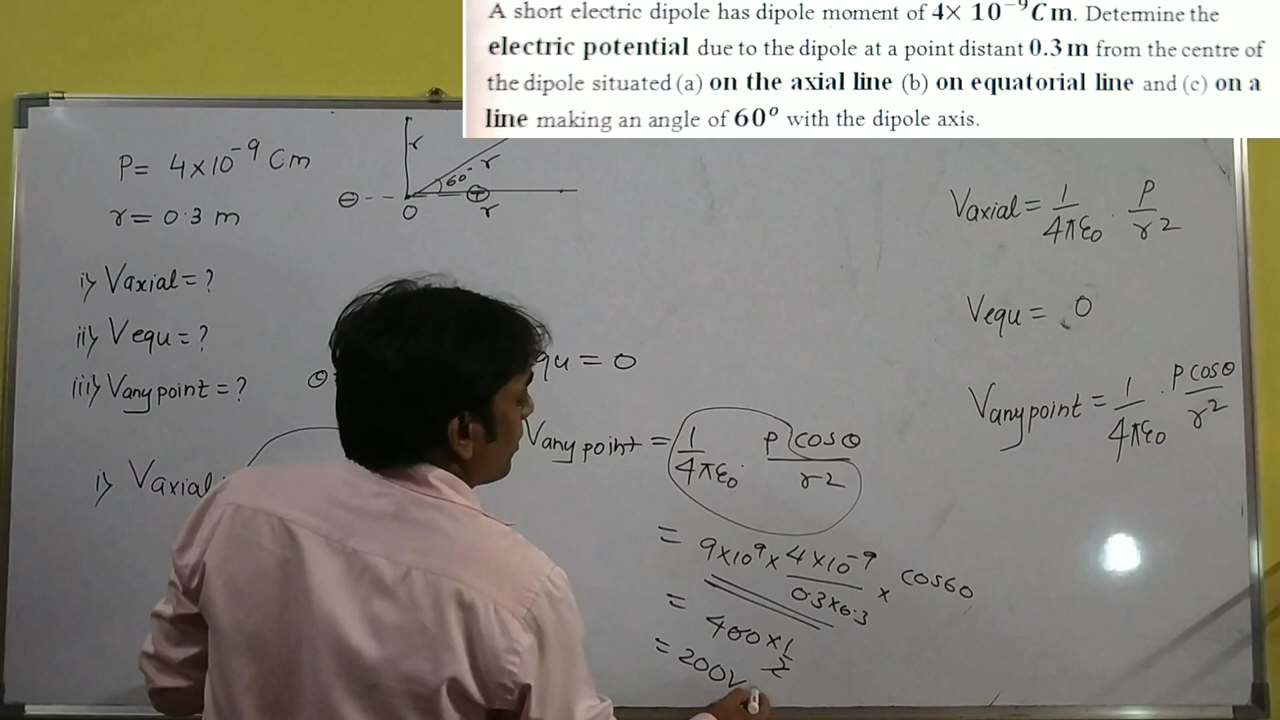 A short electric dipole has dipole moment of 4× 10⁻⁹Cm. Determine the
electric potential due to the dipole at a point distant 0.3 m from the centre of
the dipole situated (a) on the axial line (b) on equatorial line and (c) on a
line making an angle of 60° with the dipole axis.
P= 4×10⁻⁹ Cm
r= 0.3 m
r
60°
r
⊖
O
⊕
r
i) Vaxial= ?
ii) Vequ= ?
iii) Vany point= ?
i) Vaxial
⊖
qu = 0
Vany point = 1/4πε₀ P cosθ/r²
= 9×10⁹× 4×10⁻⁹/0.3×0.3 × cos60
= 400×1/2
= 200V
Vaxial= 1/4πε₀ . P/r²
Vequ= 0
Vany point = 1/4πε₀ . P cosθ/r²